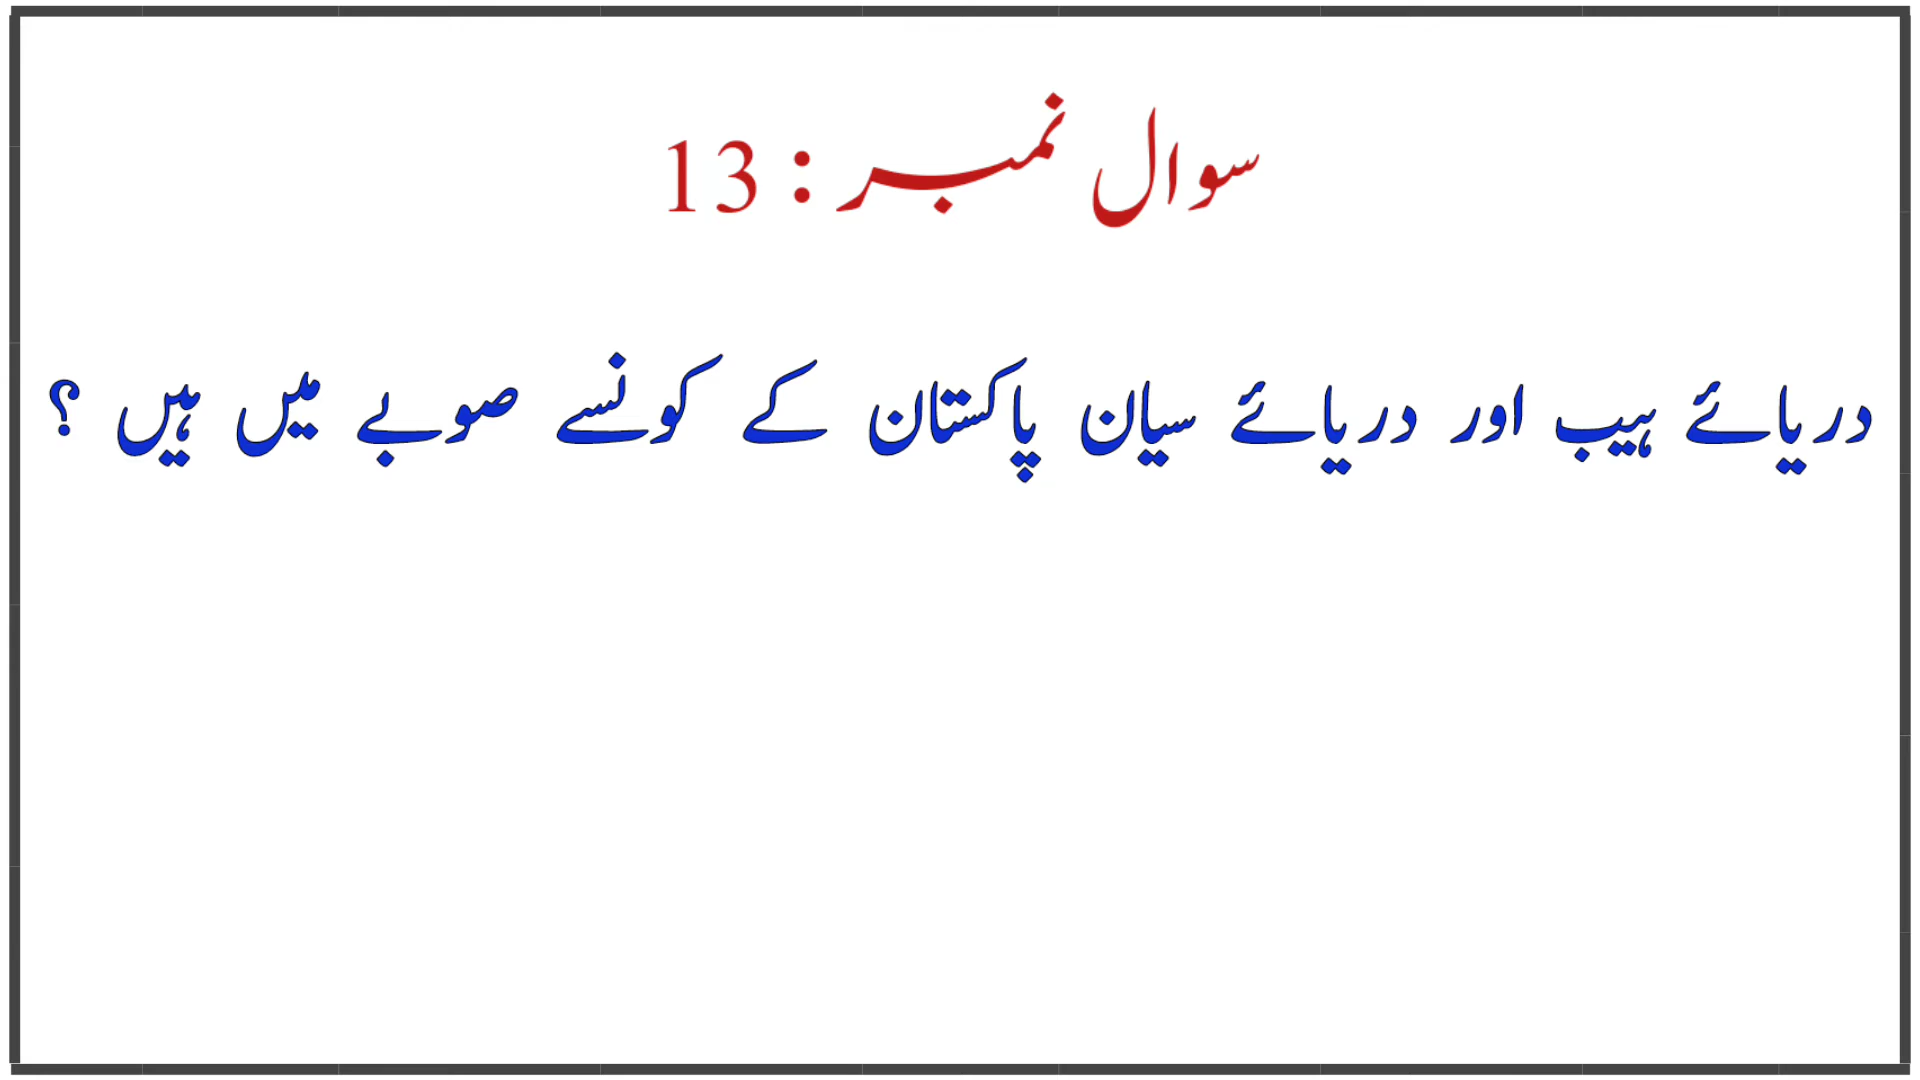 سوال نمبر : 13
دریائے ہیب اور دریائے سیان پاکستان کے کونسے صوبے میں ہیں ؟